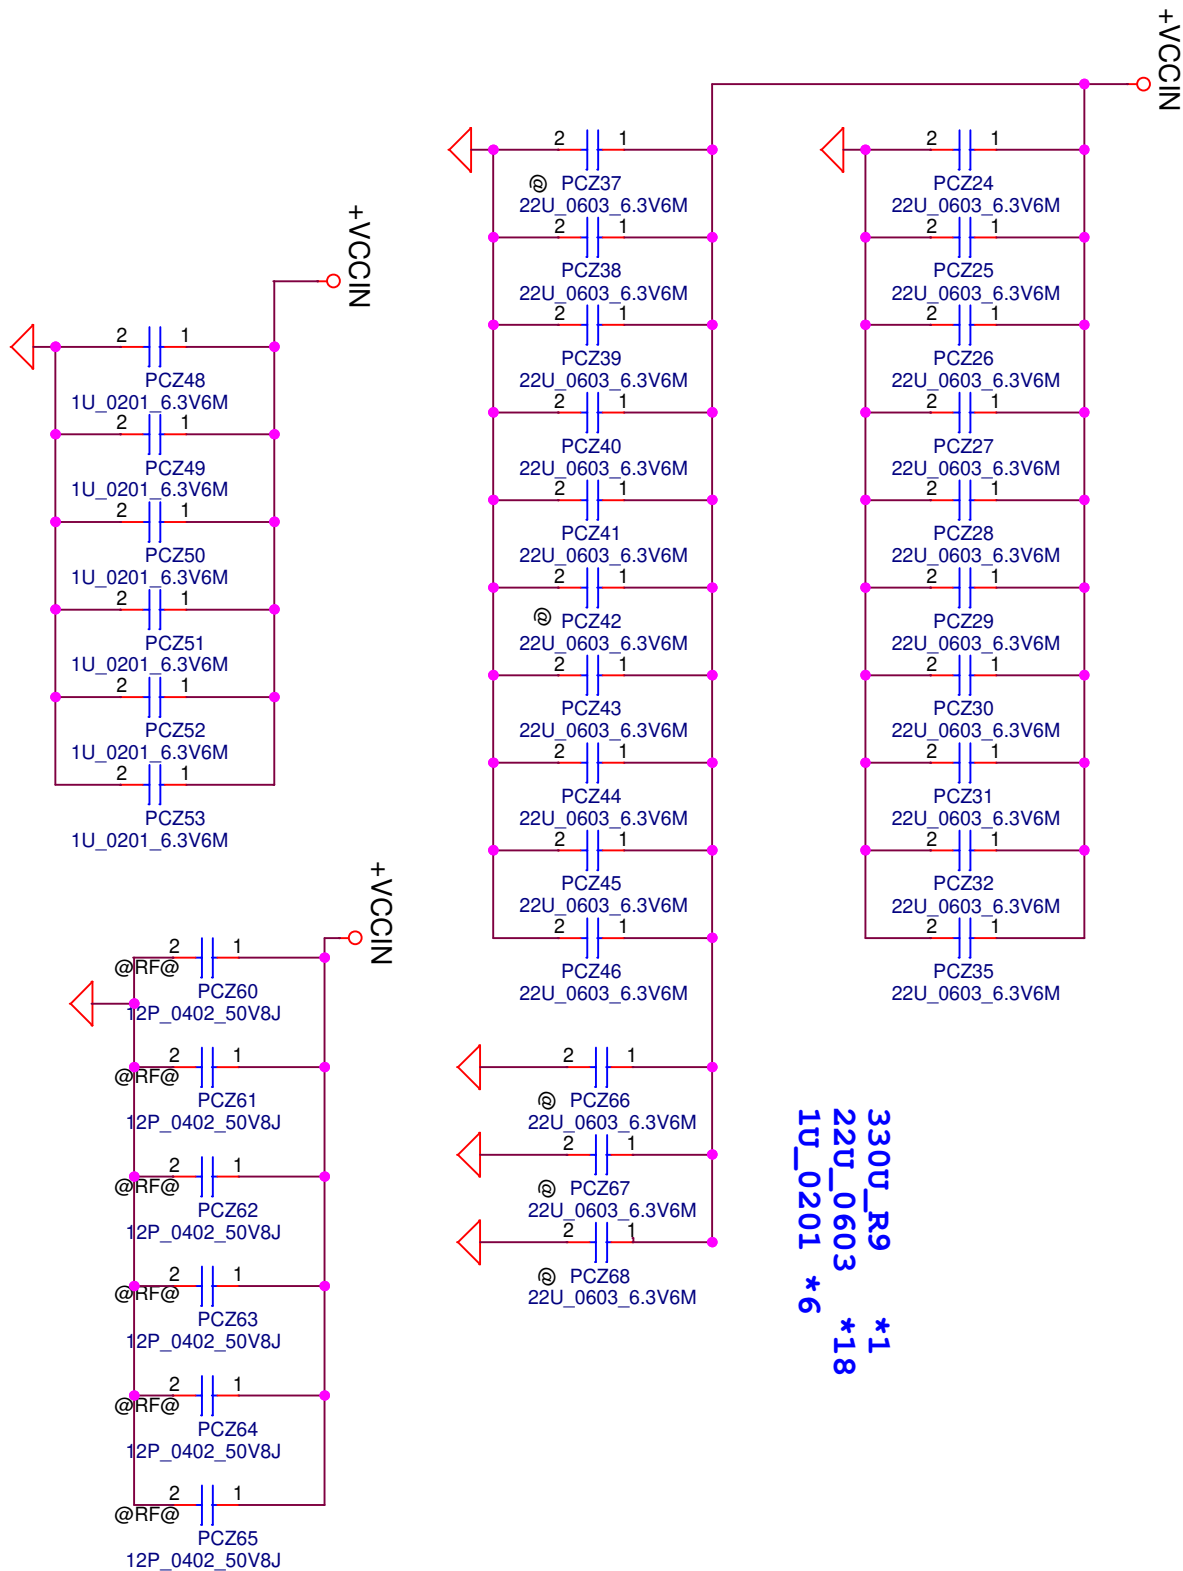 +VCCIN
2 1
PCZ24
22U_0603_6.3V6M
2 1
PCZ25
22U_0603_6.3V6M
2 1
PCZ26
22U_0603_6.3V6M
2 1
PCZ27
22U_0603_6.3V6M
2 1
PCZ28
22U_0603_6.3V6M
2 1
PCZ29
22U_0603_6.3V6M
2 1
PCZ30
22U_0603_6.3V6M
2 1
PCZ31
22U_0603_6.3V6M
2 1
PCZ32
22U_0603_6.3V6M
2 1
PCZ35
22U_0603_6.3V6M
2 1
@ PCZ37
22U_0603_6.3V6M
2 1
PCZ38
22U_0603_6.3V6M
2 1
PCZ39
22U_0603_6.3V6M
2 1
PCZ40
22U_0603_6.3V6M
2 1
PCZ41
22U_0603_6.3V6M
2 1
@ PCZ42
22U_0603_6.3V6M
2 1
PCZ43
22U_0603_6.3V6M
2 1
PCZ44
22U_0603_6.3V6M
2 1
PCZ45
22U_0603_6.3V6M
2 1
PCZ46
22U_0603_6.3V6M
2 1
@ PCZ66
22U_0603_6.3V6M
2 1
@ PCZ67
22U_0603_6.3V6M
2 1
@ PCZ68
22U_0603_6.3V6M
330U_R9 *1
22U_0603 *18
1U_0201 *6
+VCCIN
2 1
PCZ48
1U_0201_6.3V6M
2 1
PCZ49
1U_0201_6.3V6M
2 1
PCZ50
1U_0201_6.3V6M
2 1
PCZ51
1U_0201_6.3V6M
2 1
PCZ52
1U_0201_6.3V6M
2 1
PCZ53
1U_0201_6.3V6M
+VCCIN
2 1
@RF@
PCZ60
12P_0402_50V8J
2 1
@RF@
PCZ61
12P_0402_50V8J
2 1
@RF@
PCZ62
12P_0402_50V8J
2 1
@RF@
PCZ63
12P_0402_50V8J
2 1
@RF@
PCZ64
12P_0402_50V8J
2 1
@RF@
PCZ65
12P_0402_50V8J